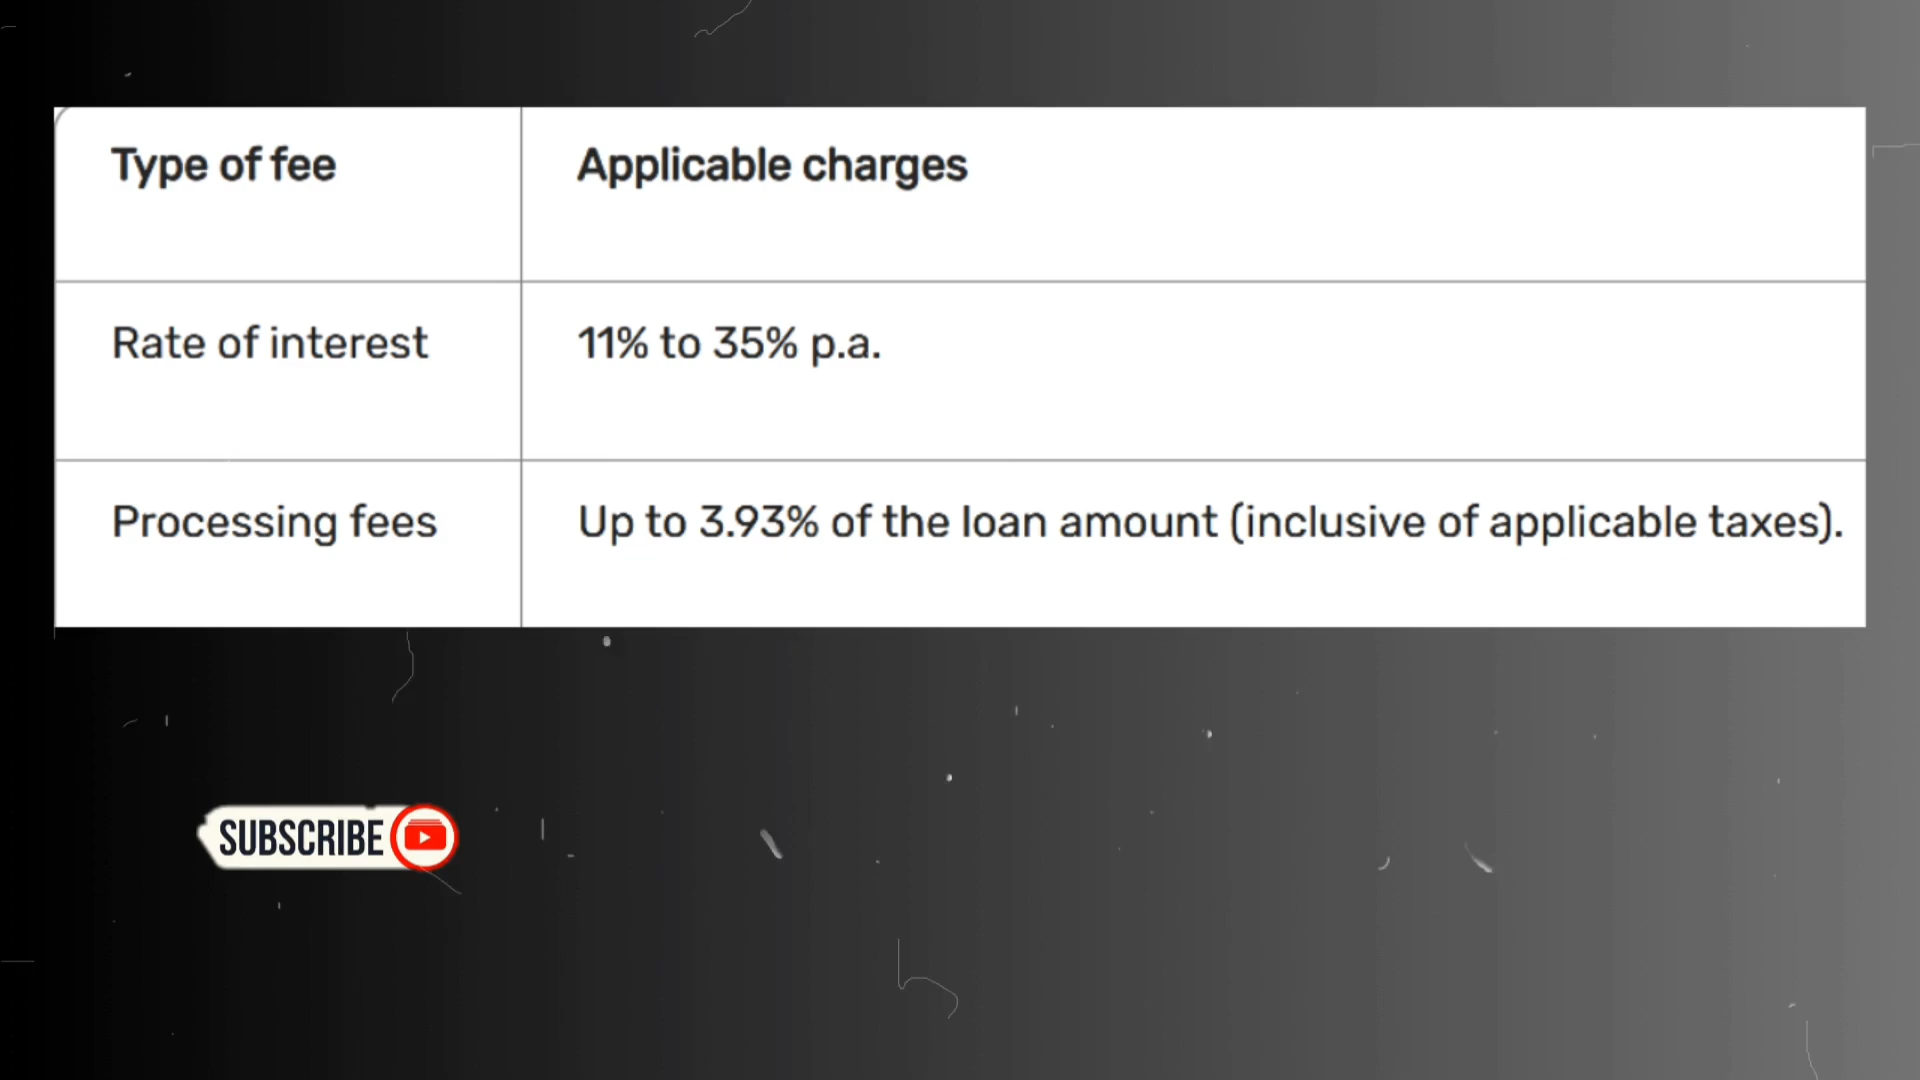 Type of fee Applicable charges
Rate of interest 11% to 35% p.a.
Processing fees Up to 3.93% of the loan amount (inclusive of applicable taxes).
SUBSCRIBE